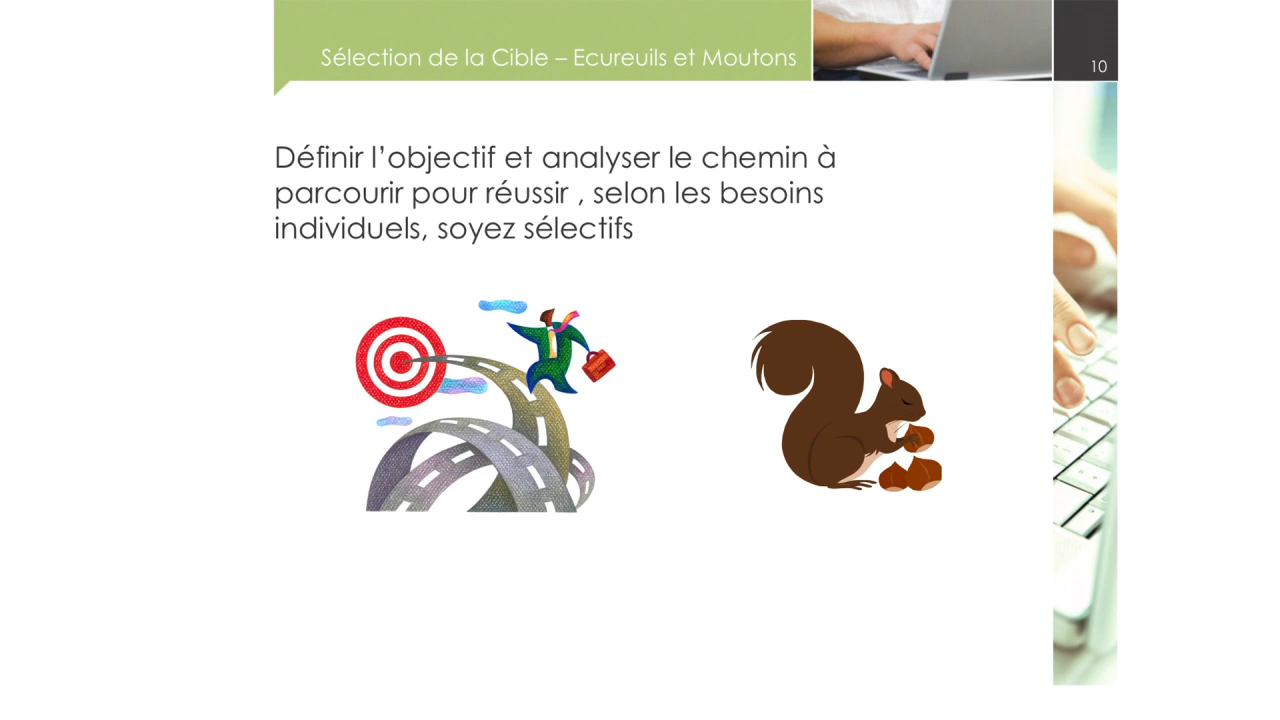 Sélection de la Cible – Ecureuils et Moutons
10
Définir l’objectif et analyser le chemin à
parcourir pour réussir , selon les besoins
individuels, soyez sélectifs